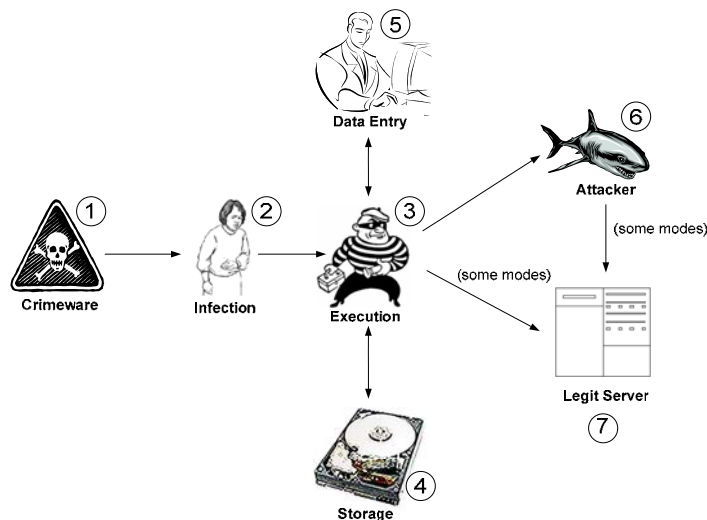 5
Data Entry
6
Attacker
1
2
3
(some modes)
(some modes)
Crimeware
Infection
Execution
Legit Server
7
4
Storage